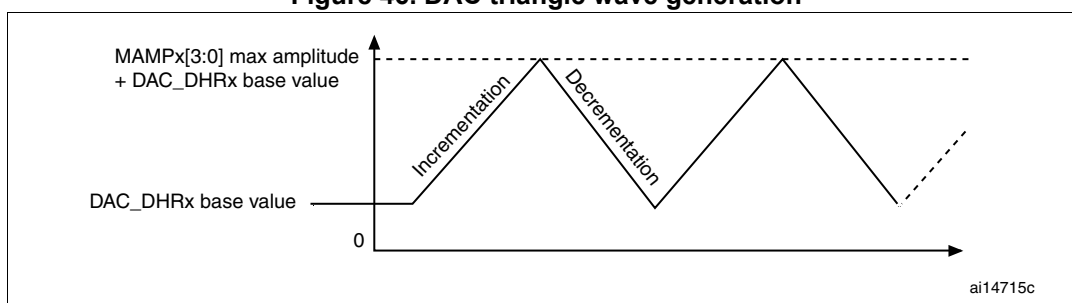 Figure 46. DAC triangle wave generation
MAMPx[3:0] max amplitude
+ DAC_DHRx base value
Incrementation
Decrementation
DAC_DHRx base value
0
ai14715c